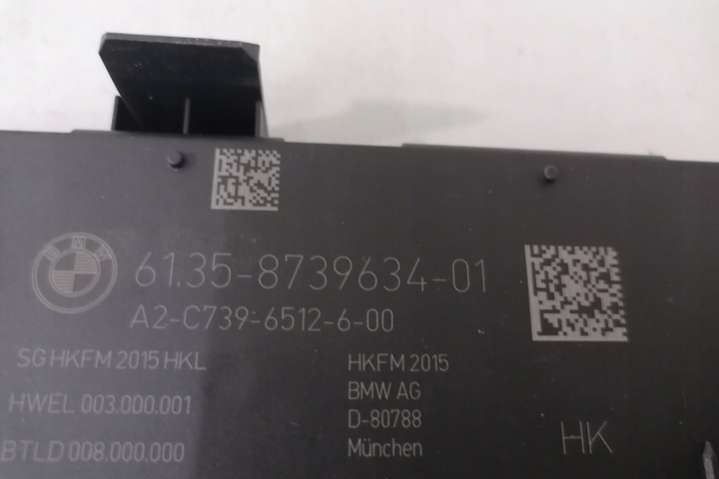 BMW
61.35-8739634-01
A2-C739-6512-6-00
SG HKFM 2015 HKL
HWEL 003.000.001
BTLD 008.000.000
HKFM 2015
BMW AG
D-80788
München
HK